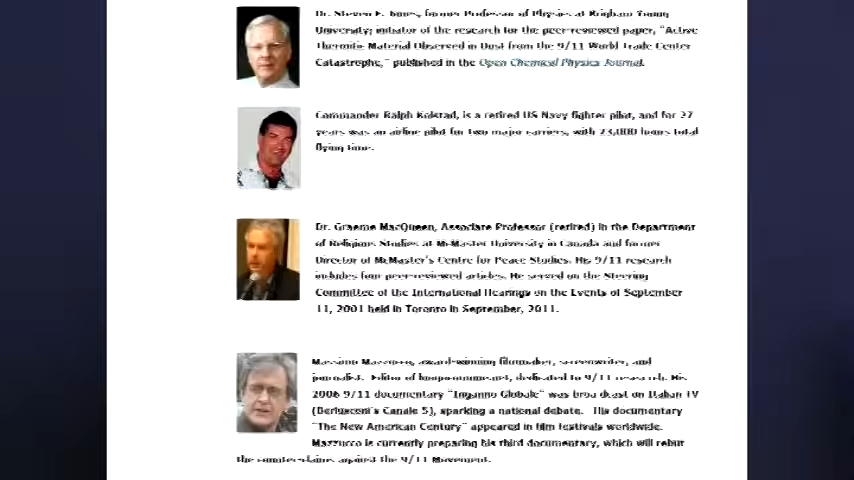 Dr. Steven E. Jones, former Professor of Physics at Brigham Young
University; initiator of the research for the peer-reviewed paper, "Active
Thermitic Material Observed in Dust from the 9/11 World Trade Center
Catastrophe," published in the Open Chemical Physics Journal.
Commander Ralph Kolstad, is a retired US Navy fighter pilot, and for 27
years was an airline pilot for two major carriers, with 23,000 hours total
flying time.
Dr. Graeme MacQueen, Associate Professor (retired) in the Department
of Religious Studies at McMaster University in Canada and former
Director of McMaster's Centre for Peace Studies. His 9/11 research
includes four peer-reviewed articles. He served on the Steering
Committee of the International Hearings on the Events of September
11, 2001 held in Toronto in September, 2011.
Massimo Mazzucco, award-winning filmmaker, screenwriter, and
journalist. Editor of luogocomune.net, dedicated to 9/11 research. His
2006 9/11 documentary "Inganno Globale" was broadcast on Italian TV
(Berlusconi's Canale 5), sparking a national debate. His documentary
"The New American Century" appeared in film festivals worldwide.
Mazzucco is currently preparing his third documentary, which will rebut
the counterclaims against the 9/11 Movement.